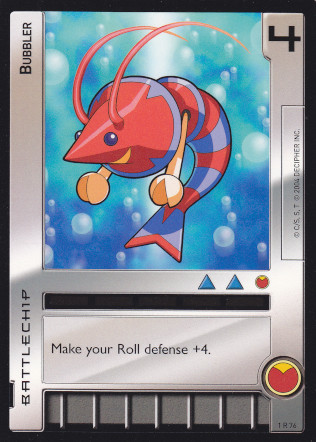 BUBBLER
4
© C/S, S, T. © 2004 DECIPHER INC.
BATTLECHIP
Make your Roll defense +4.
1 R 76